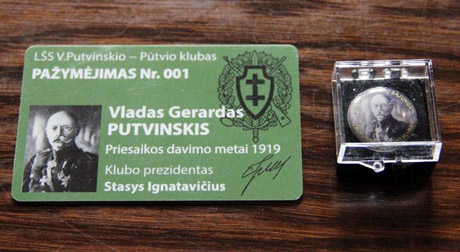 LŠS V.Putvinskio – Pūtvio klubas
PAŽYMĖJIMAS Nr. 001
Vladas Gerardas
PUTVINSKIS
Priesaikos davimo metai 1919
Klubo prezidentas
Stasys Ignatavičius